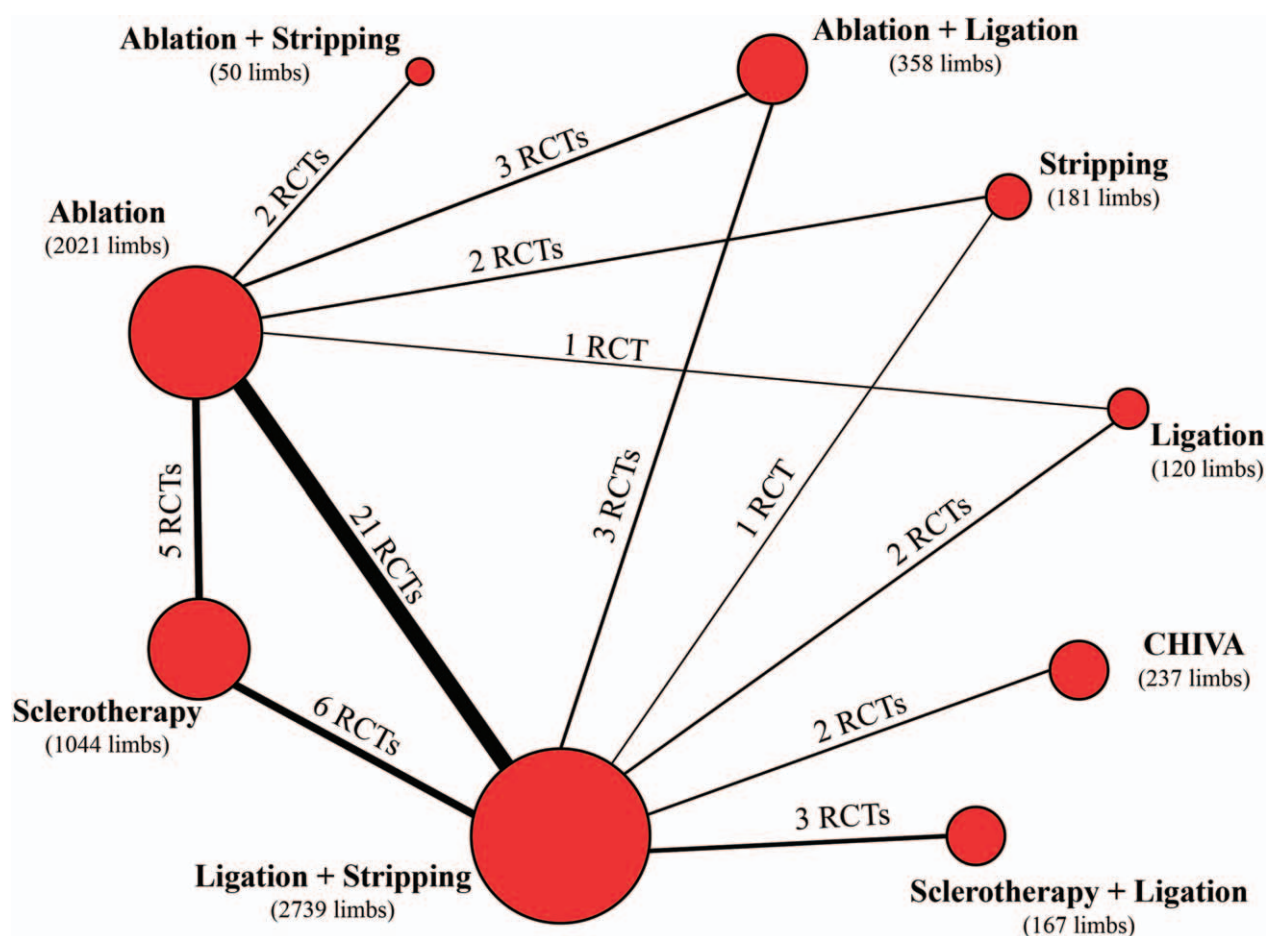 Ablation + Stripping
(50 limbs)
Ablation + Ligation
(358 limbs)
2 RCTs
3 RCTs
Stripping
(181 limbs)
Ablation
(2021 limbs)
2 RCTs
1 RCT
Ligation
(120 limbs)
5 RCTs
21 RCTs
3 RCTs
1 RCT
2 RCTs
CHIVA
(237 limbs)
Sclerotherapy
(1044 limbs)
6 RCTs
2 RCTs
3 RCTs
Ligation + Stripping
(2739 limbs)
Sclerotherapy + Ligation
(167 limbs)